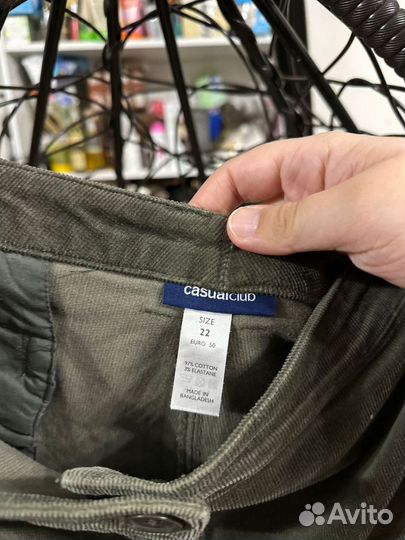 casualclub
SIZE
22
EURO 50
97% COTTON
3% ELASTANE
MADE IN
BANGLADESH
Avito